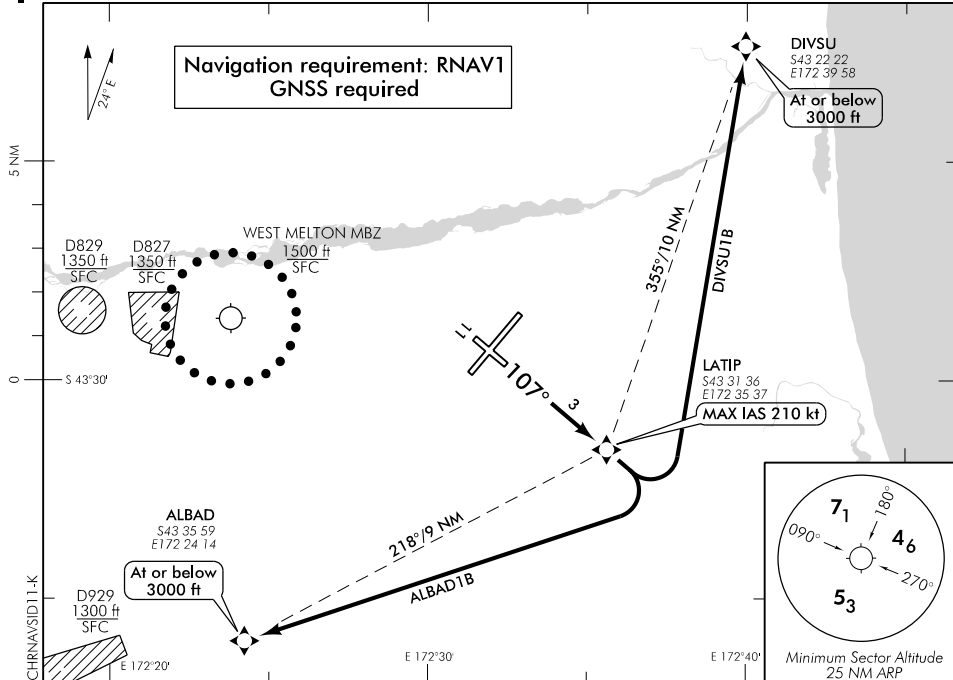 Navigation requirement: RNAV1
GNSS required
24° E
DIVSU
S43 22 22
E172 39 58
At or below
3000 ft
5 NM
WEST MELTON MBZ
1500 ft
SFC
D829
1350 ft
SFC
D827
1350 ft
SFC
355°/10 NM
DIVSU1B
11
107°
3
0
S 43°30'
LATIP
S43 31 36
E172 35 37
MAX IAS 210 kt
ALBAD
S43 35 59
E172 24 14
At or below
3000 ft
218°/9 NM
ALBAD1B
D929
1300 ft
SFC
CHRNAVSID11-K
E 172°20'
E 172°30'
E 172°40'
71
180°
090°
46
270°
53
Minimum Sector Altitude
25 NM ARP